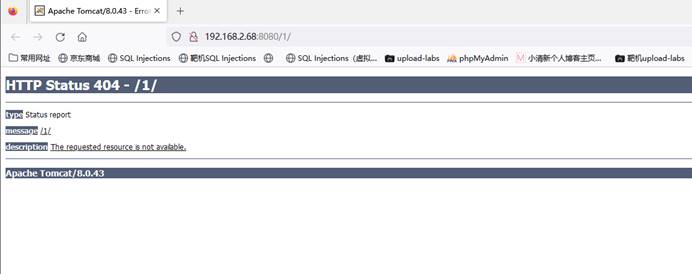 Apache Tomcat/8.0.43 - Error
192.168.2.68:8080/1/
常用网址 京东商城 SQL Injections 靶机SQL Injections SQL Injections (虚拟... upload-labs phpMyAdmin 小清新个人博客主页... 靶机upload-labs
HTTP Status 404 - /1/
type Status report
message /1/
description The requested resource is not available.
Apache Tomcat/8.0.43